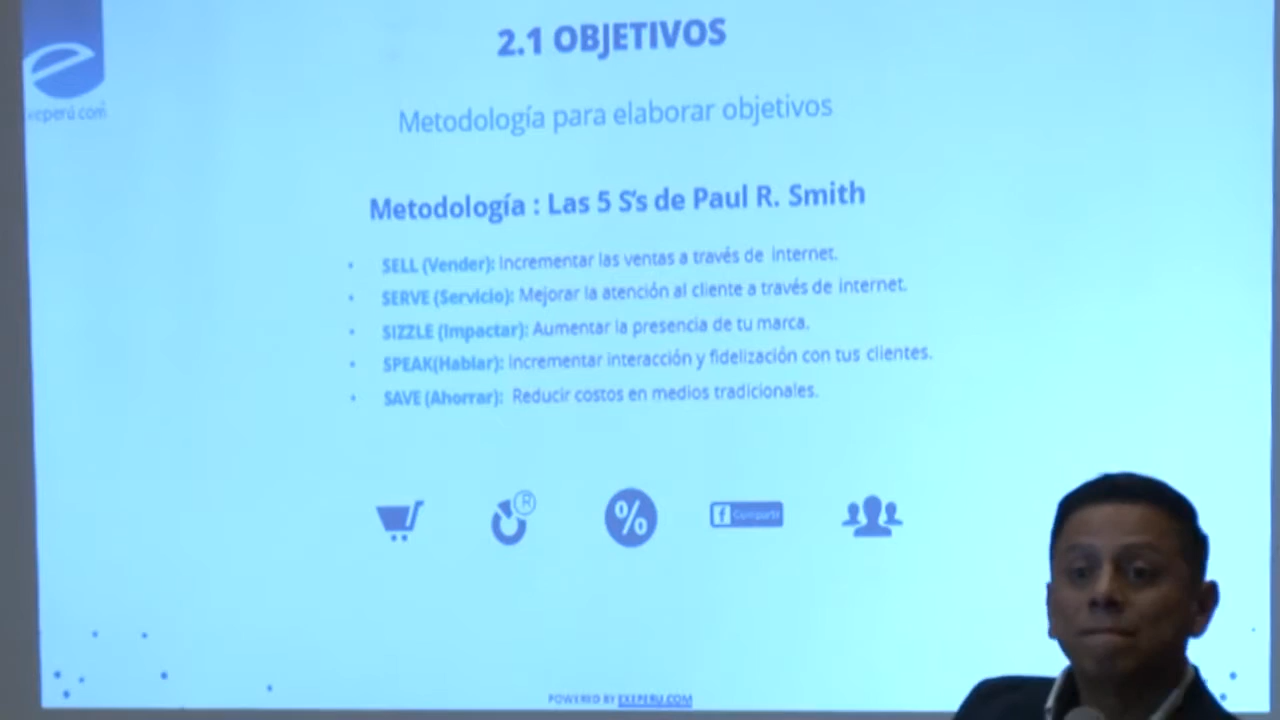 2.1 OBJETIVOS
exeperú.com
Metodología para elaborar objetivos
Metodología : Las 5 S's de Paul R. Smith
• SELL (Vender): Incrementar las ventas a través de internet.
• SERVE (Servicio): Mejorar la atención al cliente a través de internet.
• SIZZLE (Impactar): Aumentar la presencia de tu marca.
• SPEAK(Hablar): Incrementar interacción y fidelización con tus clientes.
• SAVE (Ahorrar): Reducir costos en medios tradicionales.
R
%
f Compartir
POWERED BY EXEPERU.COM